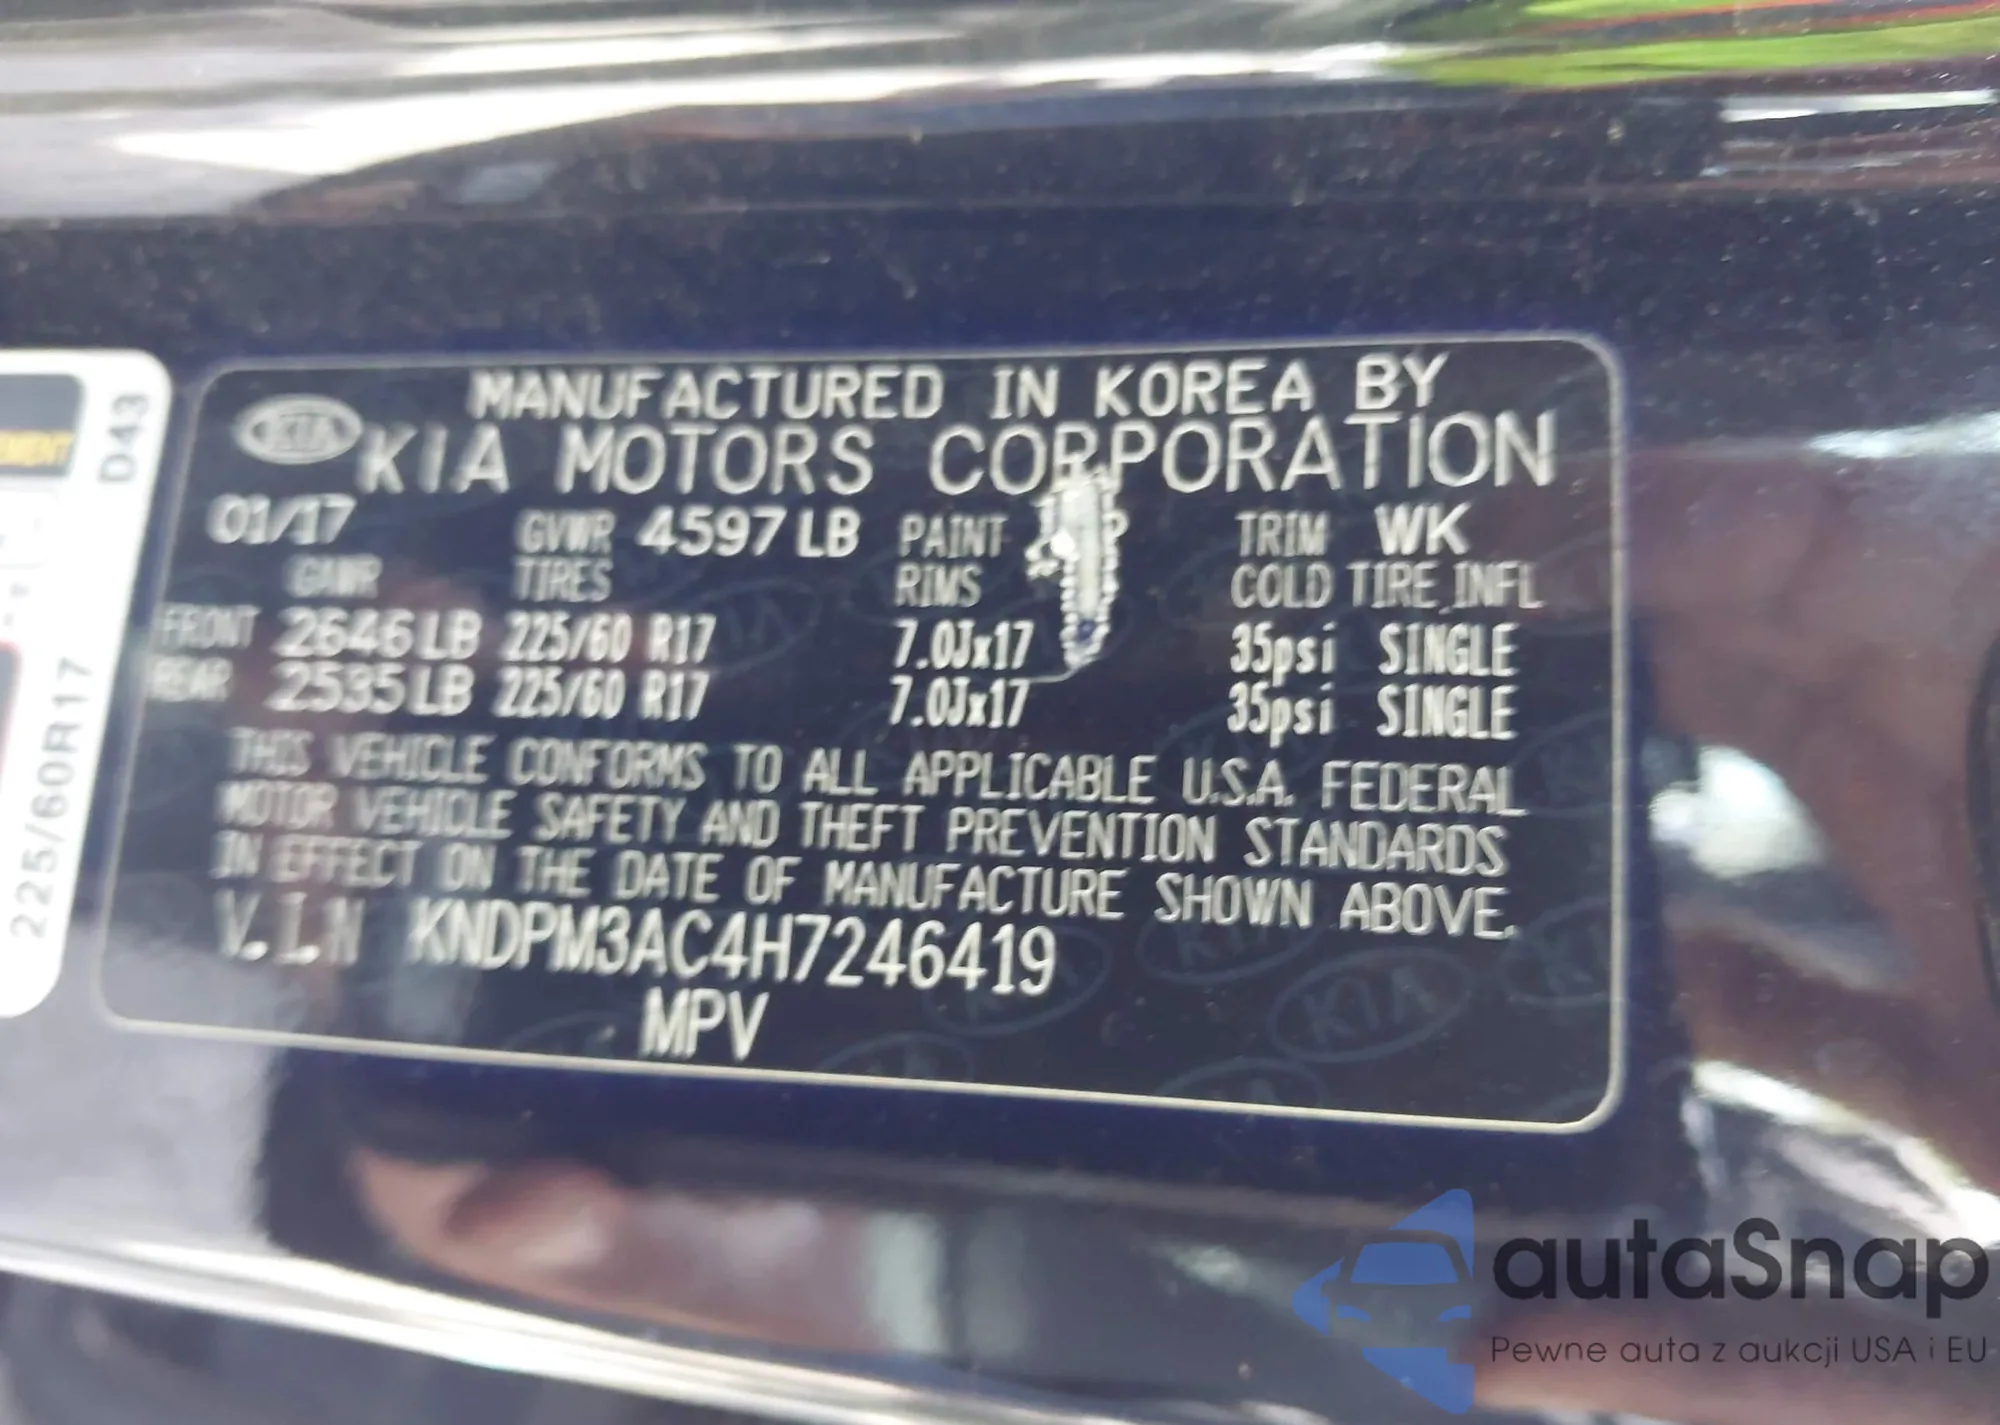 MANUFACTURED IN KOREA BY
KIA KIA MOTORS CORPORATION
01/17 GVWR 4597 LB PAINT TRIM WK
GAWR TIRES RIMS COLD TIRE INFL
FRONT 2646 LB 225/60 R17 7.0Jx17 35psi SINGLE
REAR 2535 LB 225/60 R17 7.0Jx17 35psi SINGLE
THIS VEHICLE CONFORMS TO ALL APPLICABLE U.S.A. FEDERAL
MOTOR VEHICLE SAFETY AND THEFT PREVENTION STANDARDS
IN EFFECT ON THE DATE OF MANUFACTURE SHOWN ABOVE.
V.I.N KNDPM3AC4H7246419
MPV
D43
225/60R17
autaSnap
Pewne auta z aukcji USA i EU